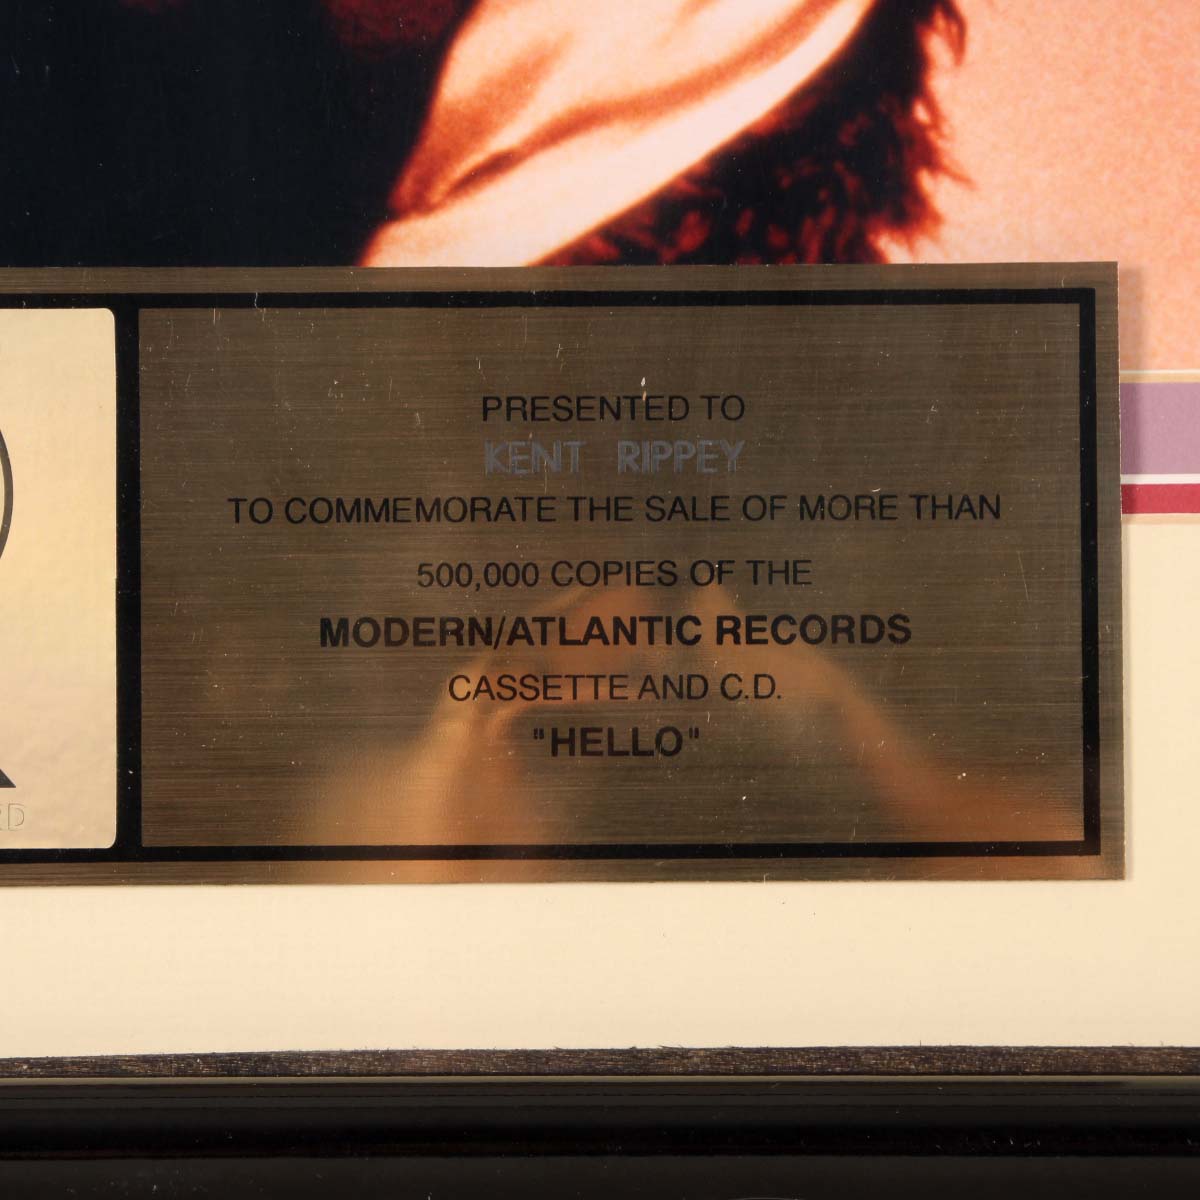 PRESENTED TO
KENT RIPPEY
TO COMMEMORATE THE SALE OF MORE THAN
500,000 COPIES OF THE
MODERN/ATLANTIC RECORDS
CASSETTE AND C.D.
"HELLO"